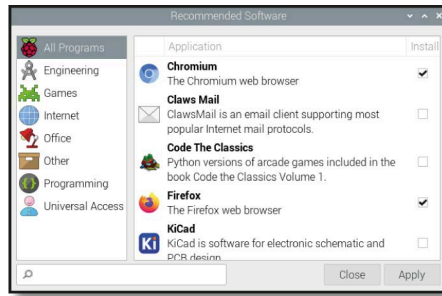 Recommended Software
All Programs
Engineering
Games
Internet
Office
Other
Programming
Universal Access
Application
Install
Chromium
The Chromium web browser
Claws Mail
ClawsMail is an email client supporting most
popular Internet mail protocols.
Code The Classics
Python versions of arcade games included in the
book Code the Classics Volume 1.
Firefox
The Firefox web browser
KiCad
KiCad is software for electronic schematic and
PCB design
Ki
Close
Apply